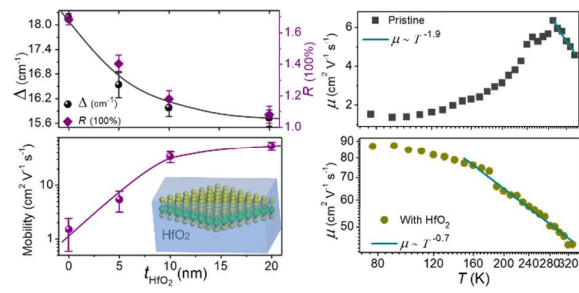 18.0
17.4
16.8
16.2
15.6
Δ (cm⁻¹)
Δ (cm⁻¹)
R (100%)
1.6
1.4
1.2
1.0
R (100%)
10
1
Mobility (cm² V⁻¹ s⁻¹)
HfO₂
0 5 10 15 20
t_HfO₂ (nm)
6
4
2
μ (cm² V⁻¹ s⁻¹)
Pristine
μ ~ T⁻¹·⁹
90
80
70
60
50
μ (cm² V⁻¹ s⁻¹)
With HfO₂
μ ~ T⁻⁰·⁷
80 120 160 200 240 280 320
T (K)